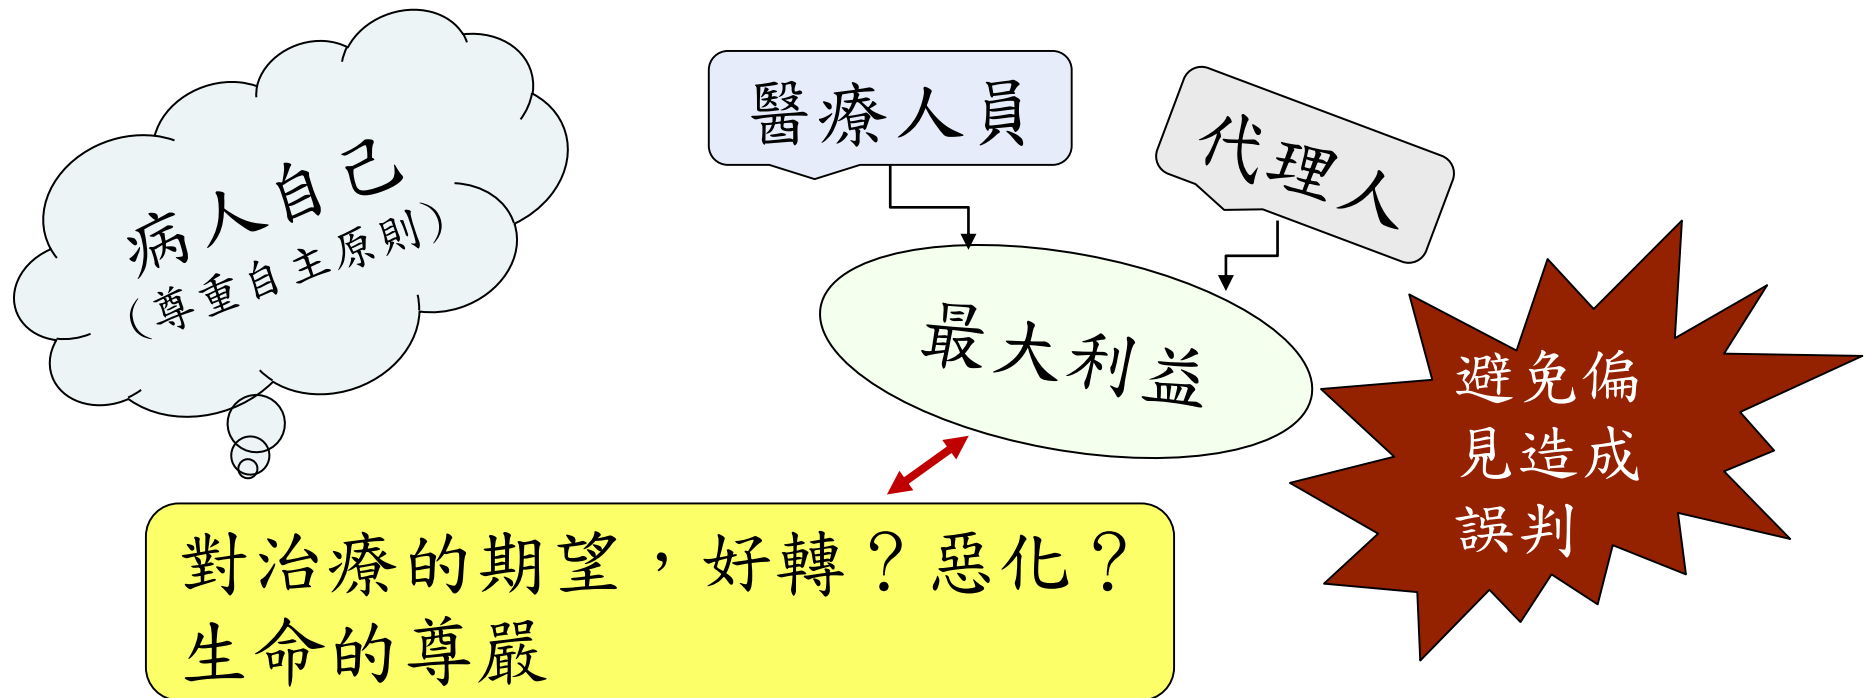 病人自己
（尊重自主原則）
醫療人員
代理人
最大利益
避免偏
見造成
誤判
對治療的期望，好轉？惡化？
生命的尊嚴